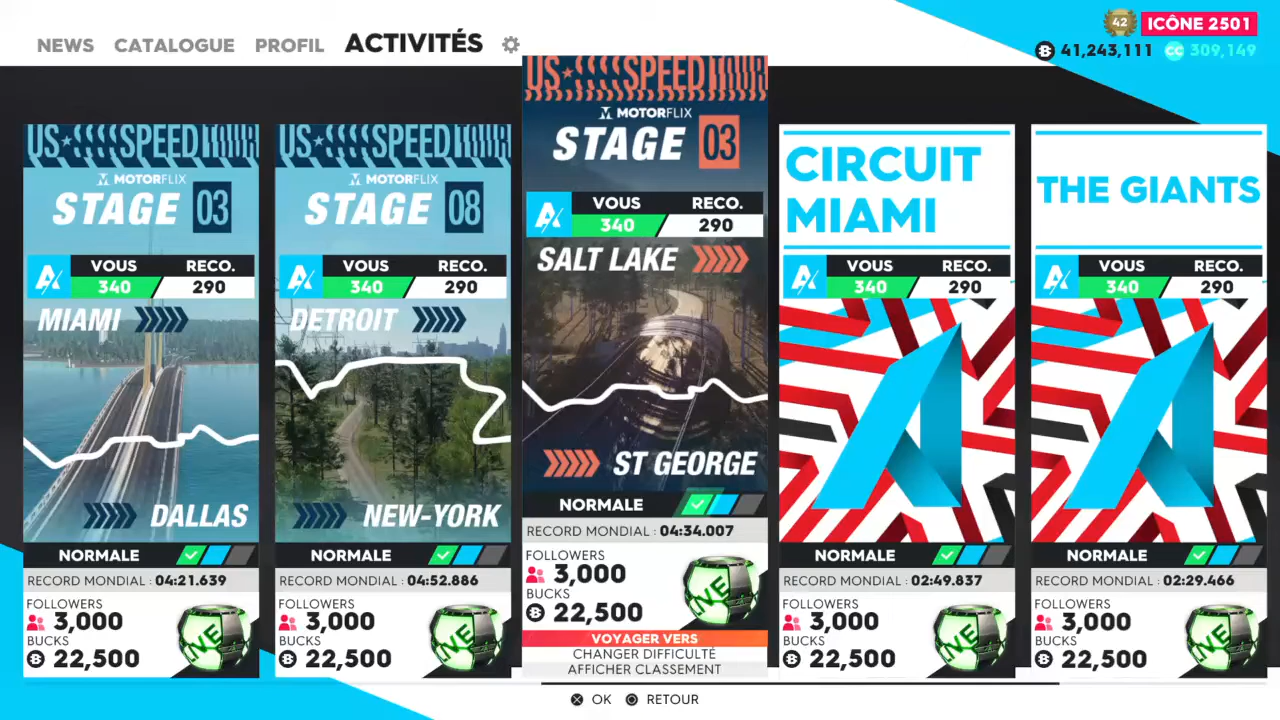 NEWS CATALOGUE PROFIL ACTIVITÉS
42 ICÔNE 2501
41,243,111 CC 309,149
US SPEED TOUR
MOTORFLIX
STAGE 03
VOUS RECO.
340 290
MIAMI
DALLAS
NORMALE
RECORD MONDIAL : 04:21.639
FOLLOWERS
3,000
BUCKS
22,500
US SPEED TOUR
MOTORFLIX
STAGE 08
VOUS RECO.
340 290
DETROIT
NEW-YORK
NORMALE
RECORD MONDIAL : 04:52.886
FOLLOWERS
3,000
BUCKS
22,500
US SPEED TOUR
MOTORFLIX
STAGE 03
VOUS RECO.
340 290
SALT LAKE
ST GEORGE
NORMALE
RECORD MONDIAL : 04:34.007
FOLLOWERS
3,000
BUCKS
22,500
VOYAGER VERS
CHANGER DIFFICULTÉ
AFFICHER CLASSEMENT
CIRCUIT
MIAMI
VOUS RECO.
340 290
NORMALE
RECORD MONDIAL : 02:49.837
FOLLOWERS
3,000
BUCKS
22,500
THE GIANTS
VOUS RECO.
340 290
NORMALE
RECORD MONDIAL : 02:29.466
FOLLOWERS
3,000
BUCKS
22,500
OK RETOUR